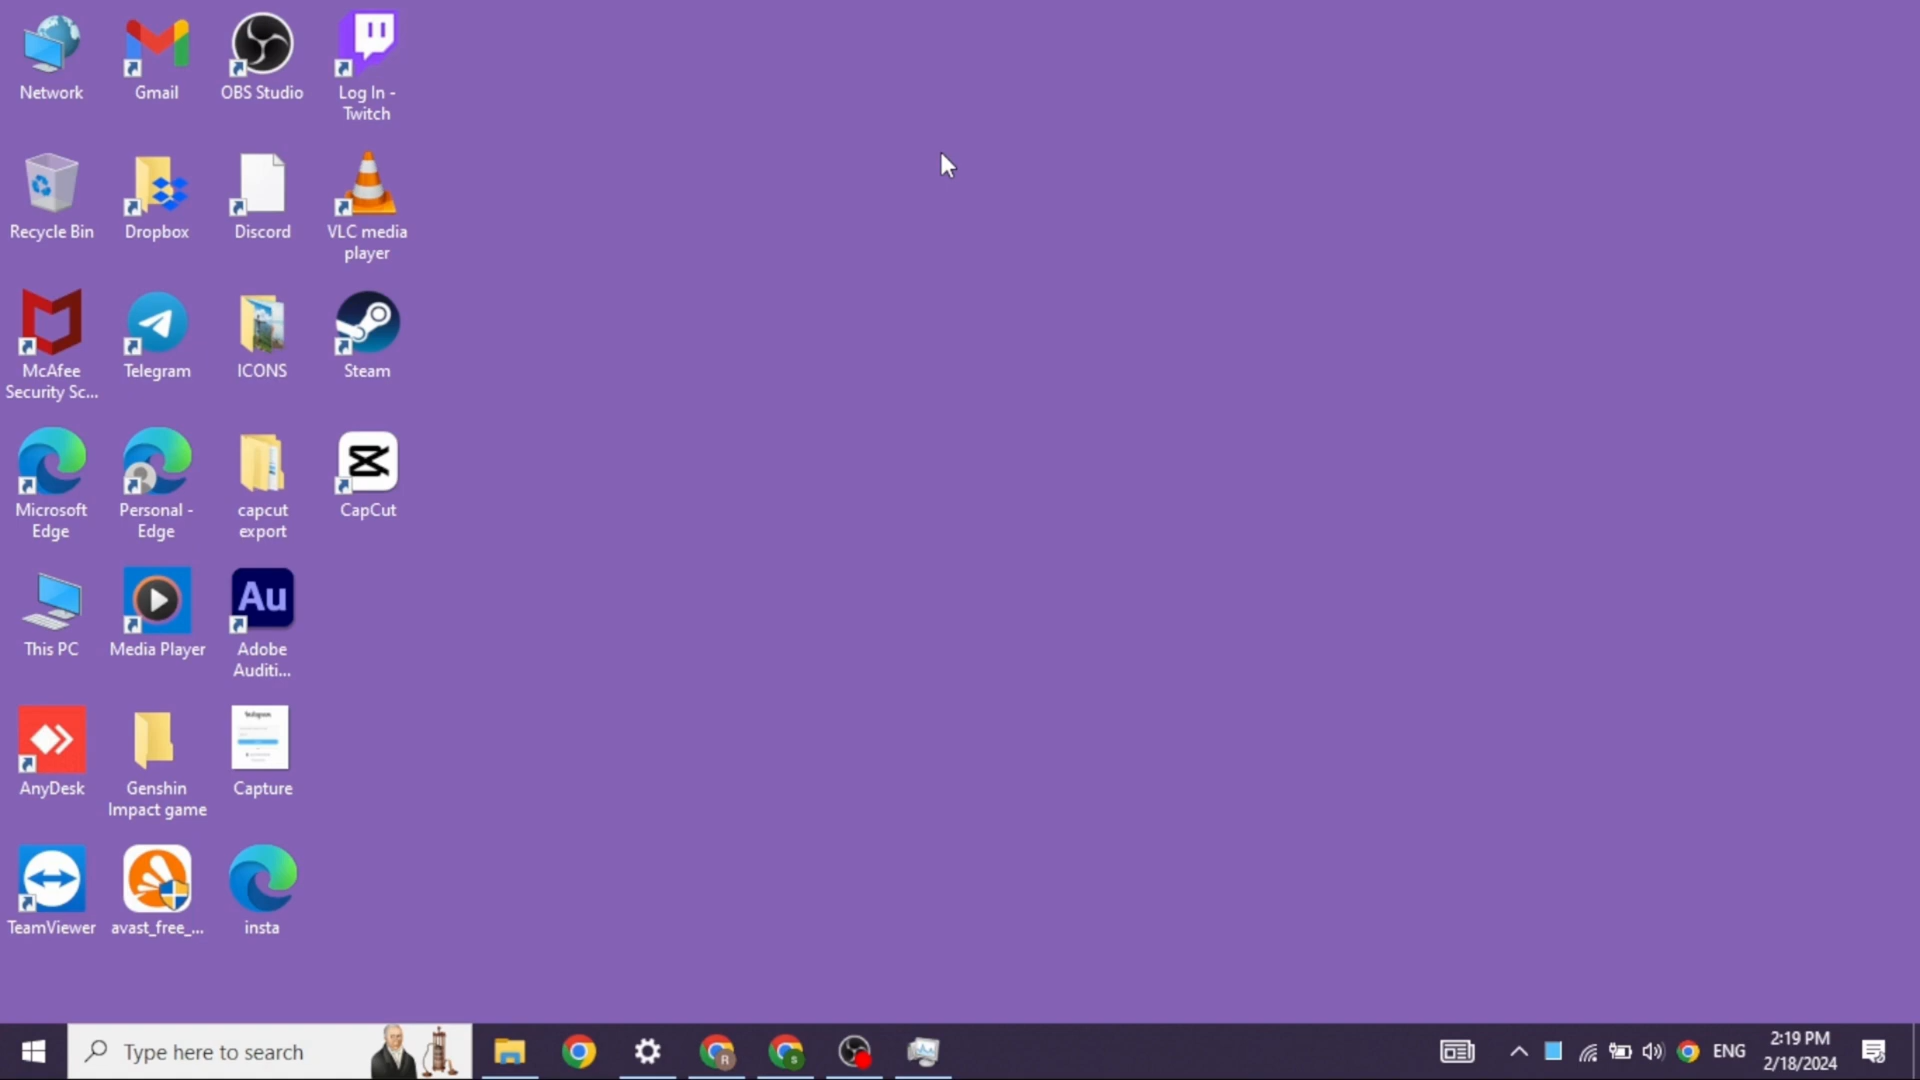 Network
Gmail
OBS Studio
Log In -
Twitch
Recycle Bin
Dropbox
Discord
VLC media
player
McAfee
Security Sc...
Telegram
ICONS
Steam
Microsoft
Edge
Personal -
Edge
capcut
export
CapCut
This PC
Media Player
Au
Adobe
Auditi...
AnyDesk
Genshin
Impact game
Instagram
Capture
TeamViewer
avast_free_...
insta
Type here to search
R
S
ENG
2:19 PM
2/18/2024